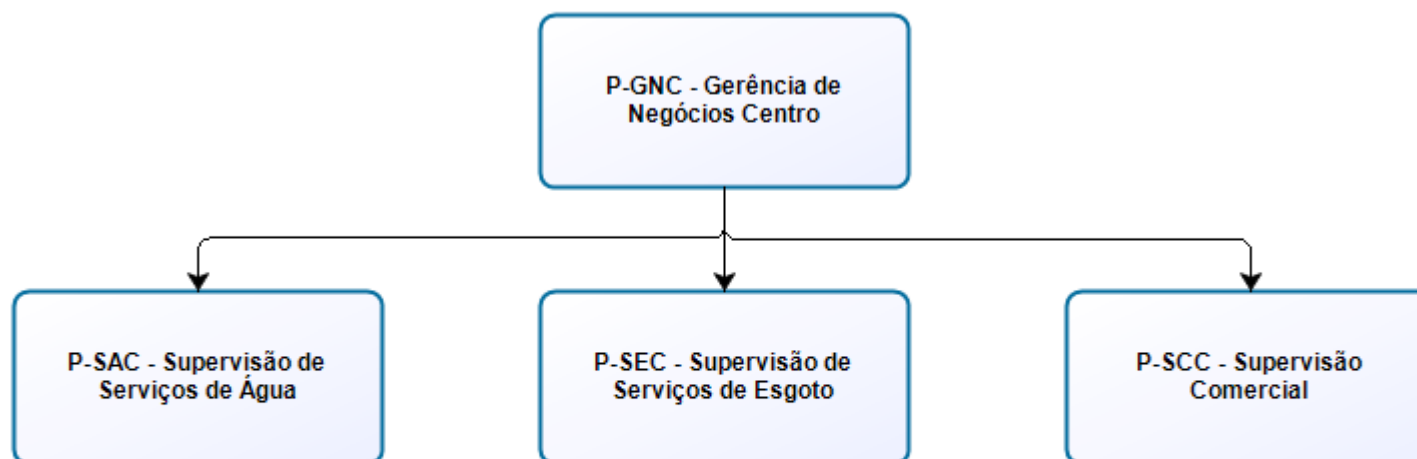 P-GNC - Gerência de
Negócios Centro
P-SAC - Supervisão de
Serviços de Água
P-SEC - Supervisão de
Serviços de Esgoto
P-SCC - Supervisão
Comercial